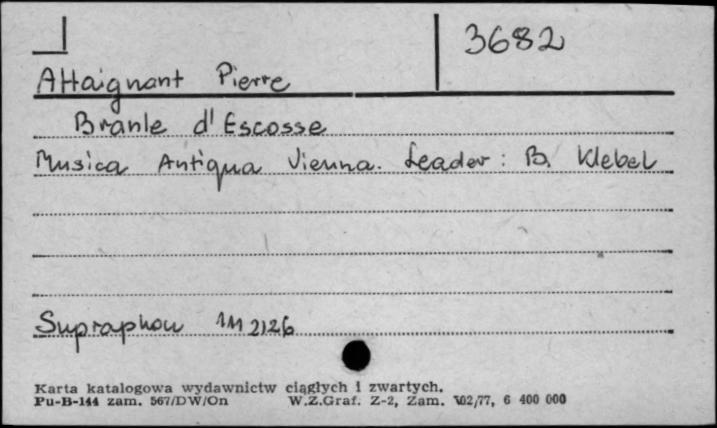 3682
Attaignant Pierre
Branle d'Escosse
Musica Antiqua Vienna. Leader: B. Klebel
Supraphon 1M 2126
Karta katalogowa wydawnictw ciągłych i zwartych.
Pu-B-144 zam. 567/DW/On W.Z.Graf. Z-2, Zam. 102/77, 6 400 000